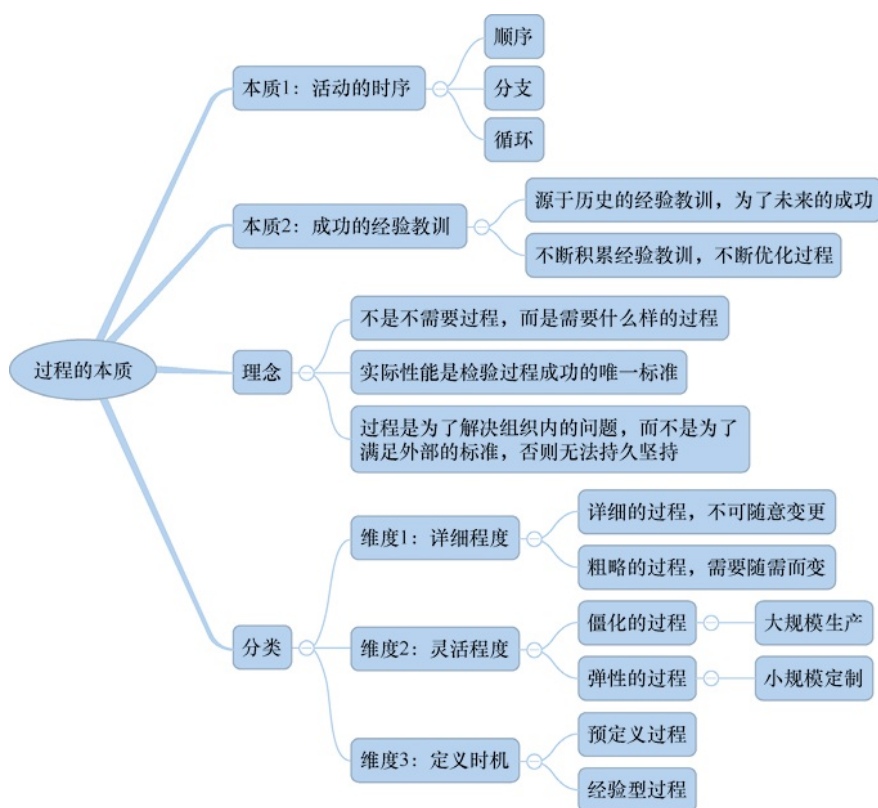 过程的本质
本质1：活动的时序
顺序
分支
循环
本质2：成功的经验教训
源于历史的经验教训，为了未来的成功
不断积累经验教训，不断优化过程
理念
不是不需要过程，而是需要什么样的过程
实际性能是检验过程成功的唯一标准
过程是为了解决组织内的问题，而不是为了
满足外部的标准，否则无法持久坚持
分类
维度1：详细程度
详细的过程，不可随意变更
粗略的过程，需要随需而变
维度2：灵活程度
僵化的过程
大规模生产
弹性的过程
小规模定制
维度3：定义时机
预定义过程
经验型过程